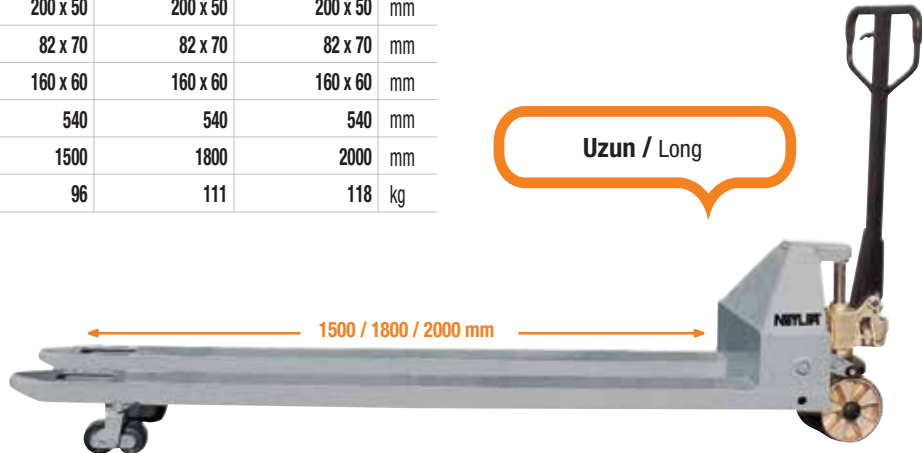 200 x 50 200 x 50 200 x 50 mm
82 x 70 82 x 70 82 x 70 mm
160 x 60 160 x 60 160 x 60 mm
540 540 540 mm
1500 1800 2000 mm
96 111 118 kg
Uzun / Long
1500 / 1800 / 2000 mm
NETLIFT